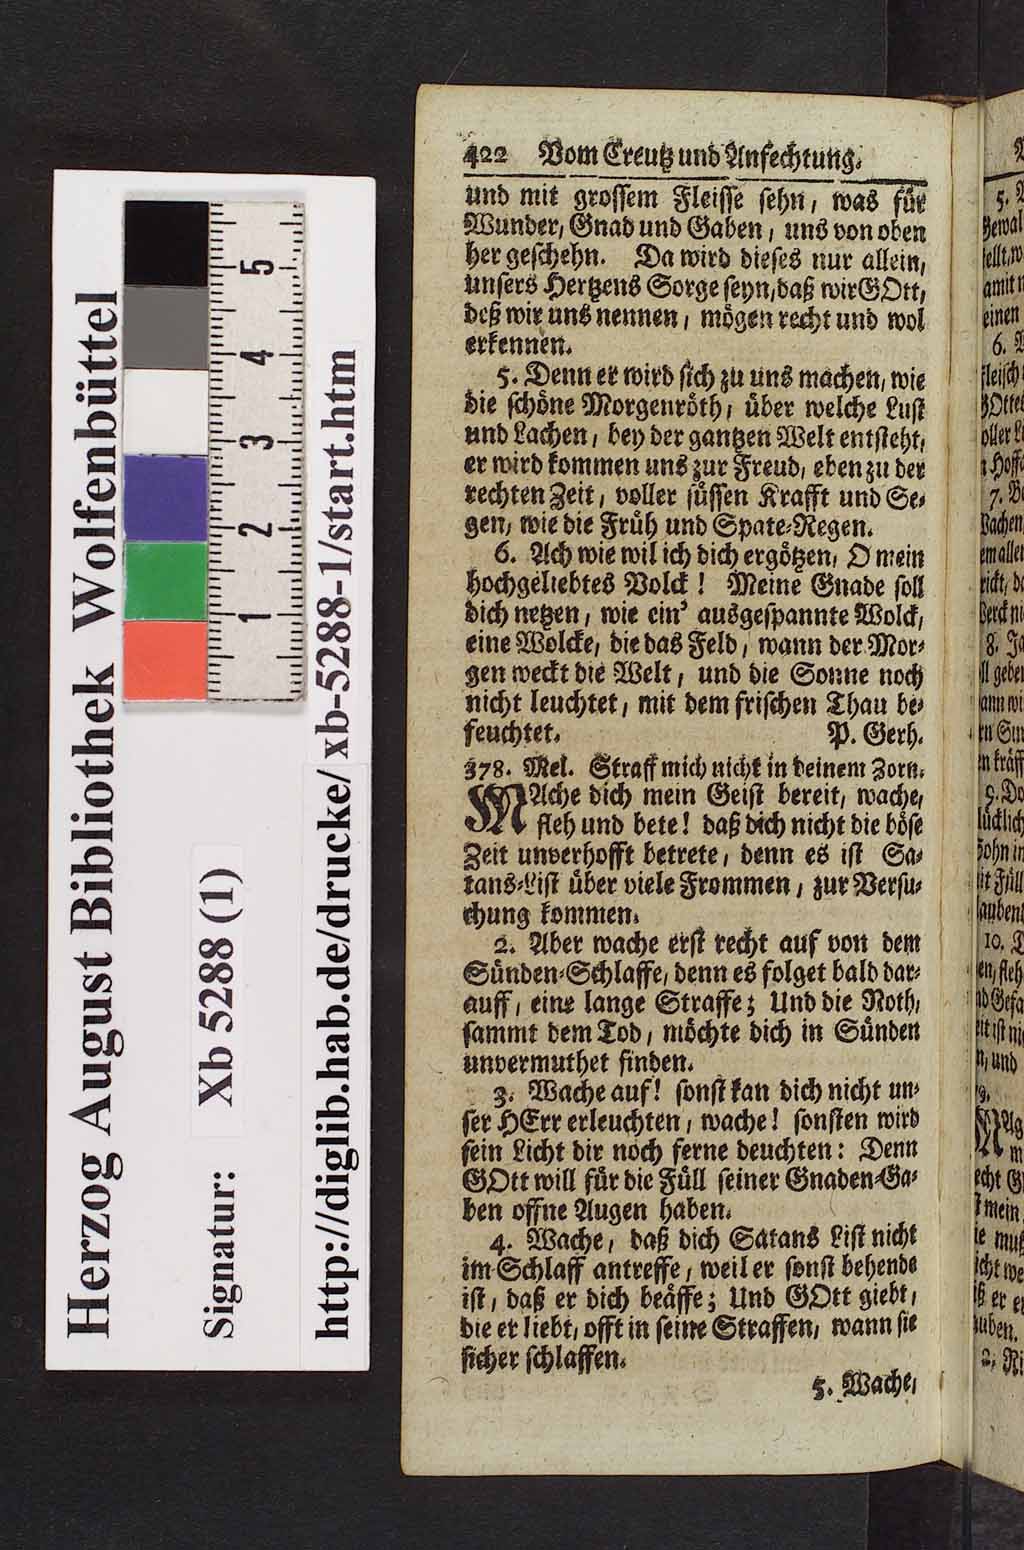 Herzog August Bibliothek Wolfenbüttel
Signatur: Xb 5288 (1)
http://diglib.hab.de/drucke/xb-5288-1/start.htm
1 2 3 4 5
422 Vom Creutz und Anfechtung.
und mit grossem Fleisse sehn, was für
Wunder, Gnad und Gaben, uns von oben
her geschehn. Da wird dieses nur allein,
unsers Hertzens Sorge seyn, daß wir GOtt,
deß wir uns nennen, mögen recht und wol
erkennen.
5. Denn er wird sich zu uns machen, wie
die schöne Morgenröth, über welche Lust
und Lachen, bey der gantzen Welt entsteht,
er wird kommen uns zur Freud, eben zu der
rechten Zeit, voller süssen Krafft und Se-
gen, wie die Früh und Spate-Regen.
6. Ach wie wil ich dich ergötzen, O mein
hochgeliebtes Volck! Meine Gnade soll
dich netzen, wie ein' ausgespannte Wolck,
eine Wolcke, die das Feld, wann der Mor-
gen weckt die Welt, und die Sonne noch
nicht leuchtet, mit dem frischen Thau be-
feuchtet. P. Gerh.
378. Mel. Straff mich nicht in deinem Zorn.
MAche dich mein Geist bereit, wache,
fleh und bete! daß dich nicht die böse
Zeit unverhofft betrete, denn es ist Sa-
tans-List über viele Frommen, zur Versu-
chung kommen.
2. Aber wache erst recht auf von dem
Sünden-Schlaffe, denn es folget bald dar-
auff, eine lange Straffe; Und die Noth,
sammt dem Tod, möchte dich in Sünden
unvermuthet finden.
3. Wache auf! sonst kan dich nicht un-
ser HErr erleuchten, wache! sonsten wird
sein Licht dir noch ferne deuchten: Denn
GOtt will für die Füll seiner Gnaden-Ga-
ben offne Augen haben.
4. Wache, daß dich Satans List nicht
im Schlaff antreffe, weil er sonst behende
ist, daß er dich beäffe; Und GOtt giebt,
die er liebt, offt in seine Straffen, wann sie
sicher schlaffen.
5. Wache,